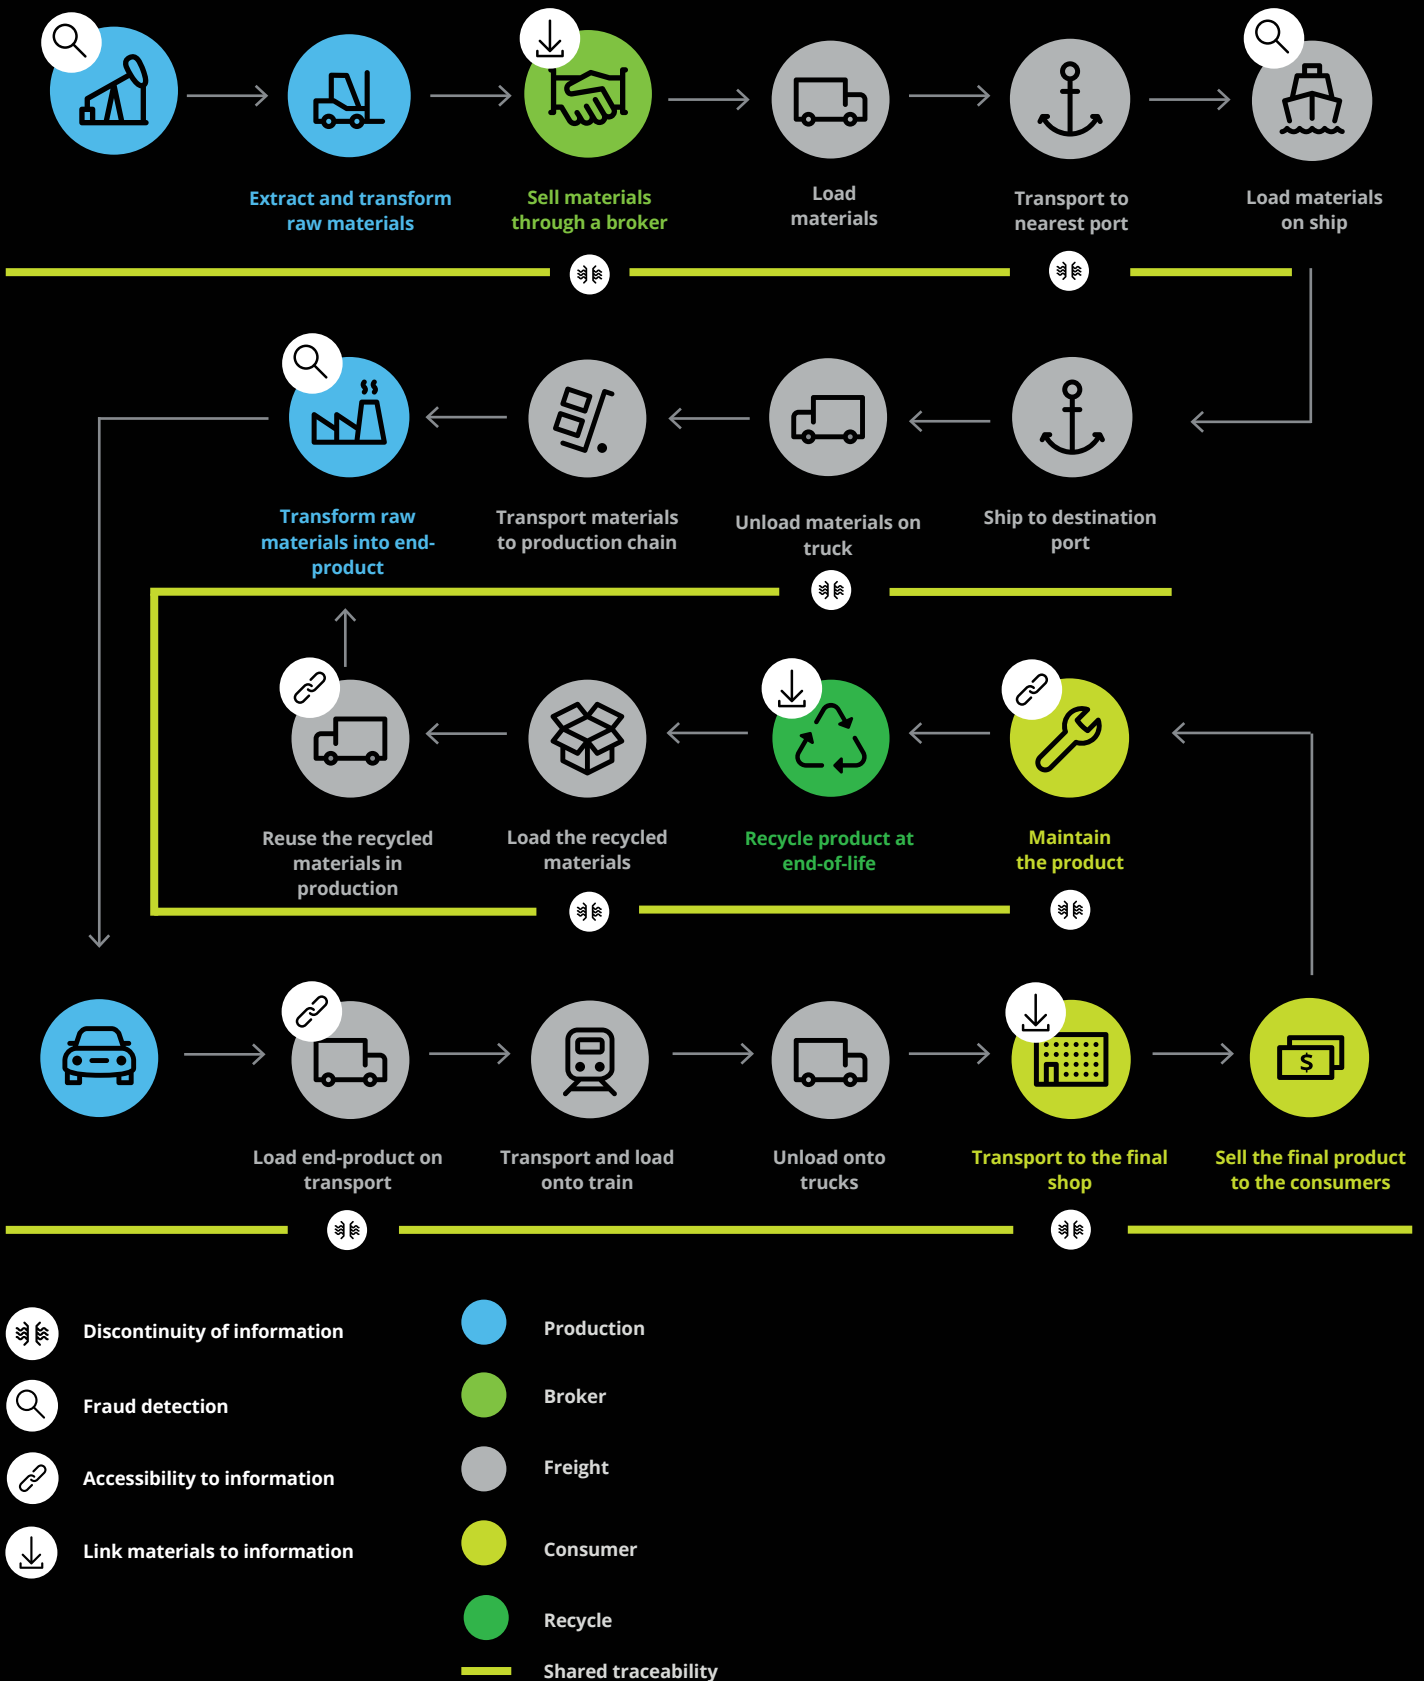 Extract and transform
raw materials
Sell materials
through a broker
Load
materials
Transport to
nearest port
Load materials
on ship
Transform raw
materials into end-
product
Transport materials
to production chain
Unload materials on
truck
Ship to destination
port
Reuse the recycled
materials in
production
Load the recycled
materials
Recycle product at
end-of-life
Maintain
the product
$
Load end-product on
transport
Transport and load
onto train
Unload onto
trucks
Transport to the final
shop
Sell the final product
to the consumers
Discontinuity of information
Fraud detection
Accessibility to information
Link materials to information
Production
Broker
Freight
Consumer
Recycle
Shared traceability